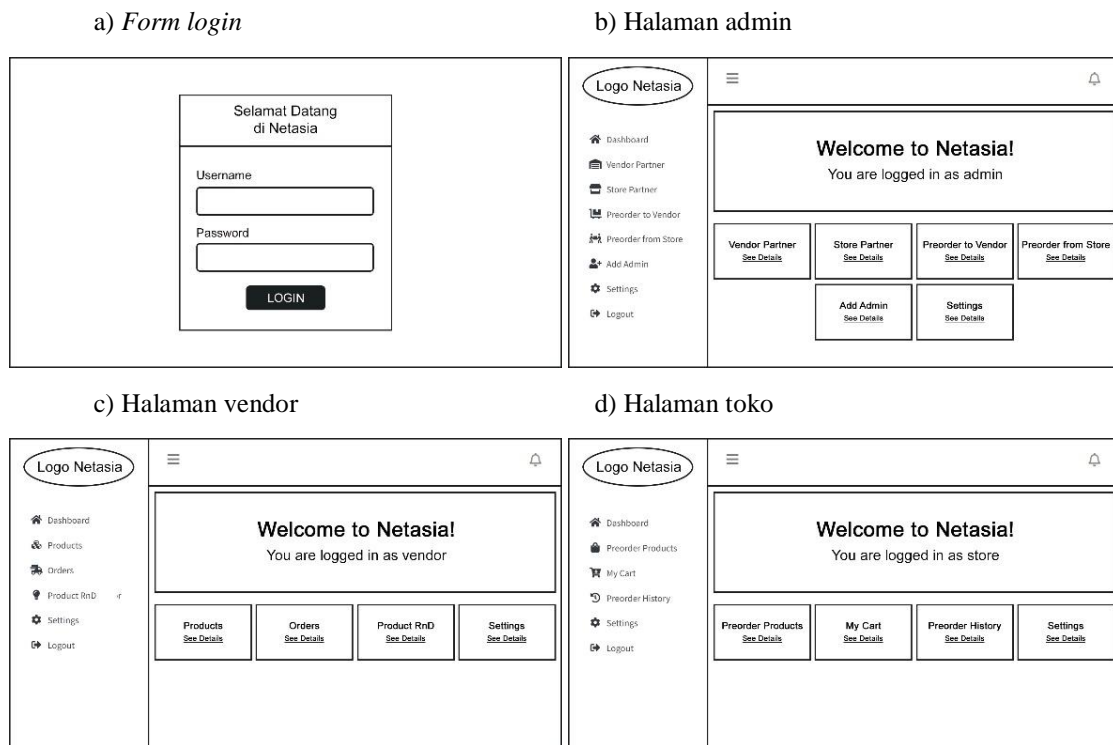 a) Form login
Selamat Datang
di Netasia
Username
Password
LOGIN
b) Halaman admin
Logo Netasia
Dashboard
Vendor Partner
Store Partner
Preorder to Vendor
Preorder from Store
Add Admin
Settings
Logout
Welcome to Netasia!
You are logged in as admin
Vendor Partner
See Details
Store Partner
See Details
Preorder to Vendor
See Details
Preorder from Store
See Details
Add Admin
See Details
Settings
See Details
c) Halaman vendor
Logo Netasia
Dashboard
Products
Orders
Product RnD
Settings
Logout
Welcome to Netasia!
You are logged in as vendor
Products
See Details
Orders
See Details
Product RnD
See Details
Settings
See Details
d) Halaman toko
Logo Netasia
Dashboard
Preorder Products
My Cart
Preorder History
Settings
Logout
Welcome to Netasia!
You are logged in as store
Preorder Products
See Details
My Cart
See Details
Preorder History
See Details
Settings
See Details